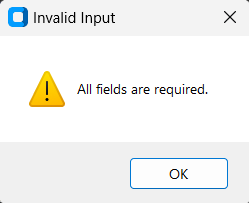 Invalid Input
All fields are required.
OK